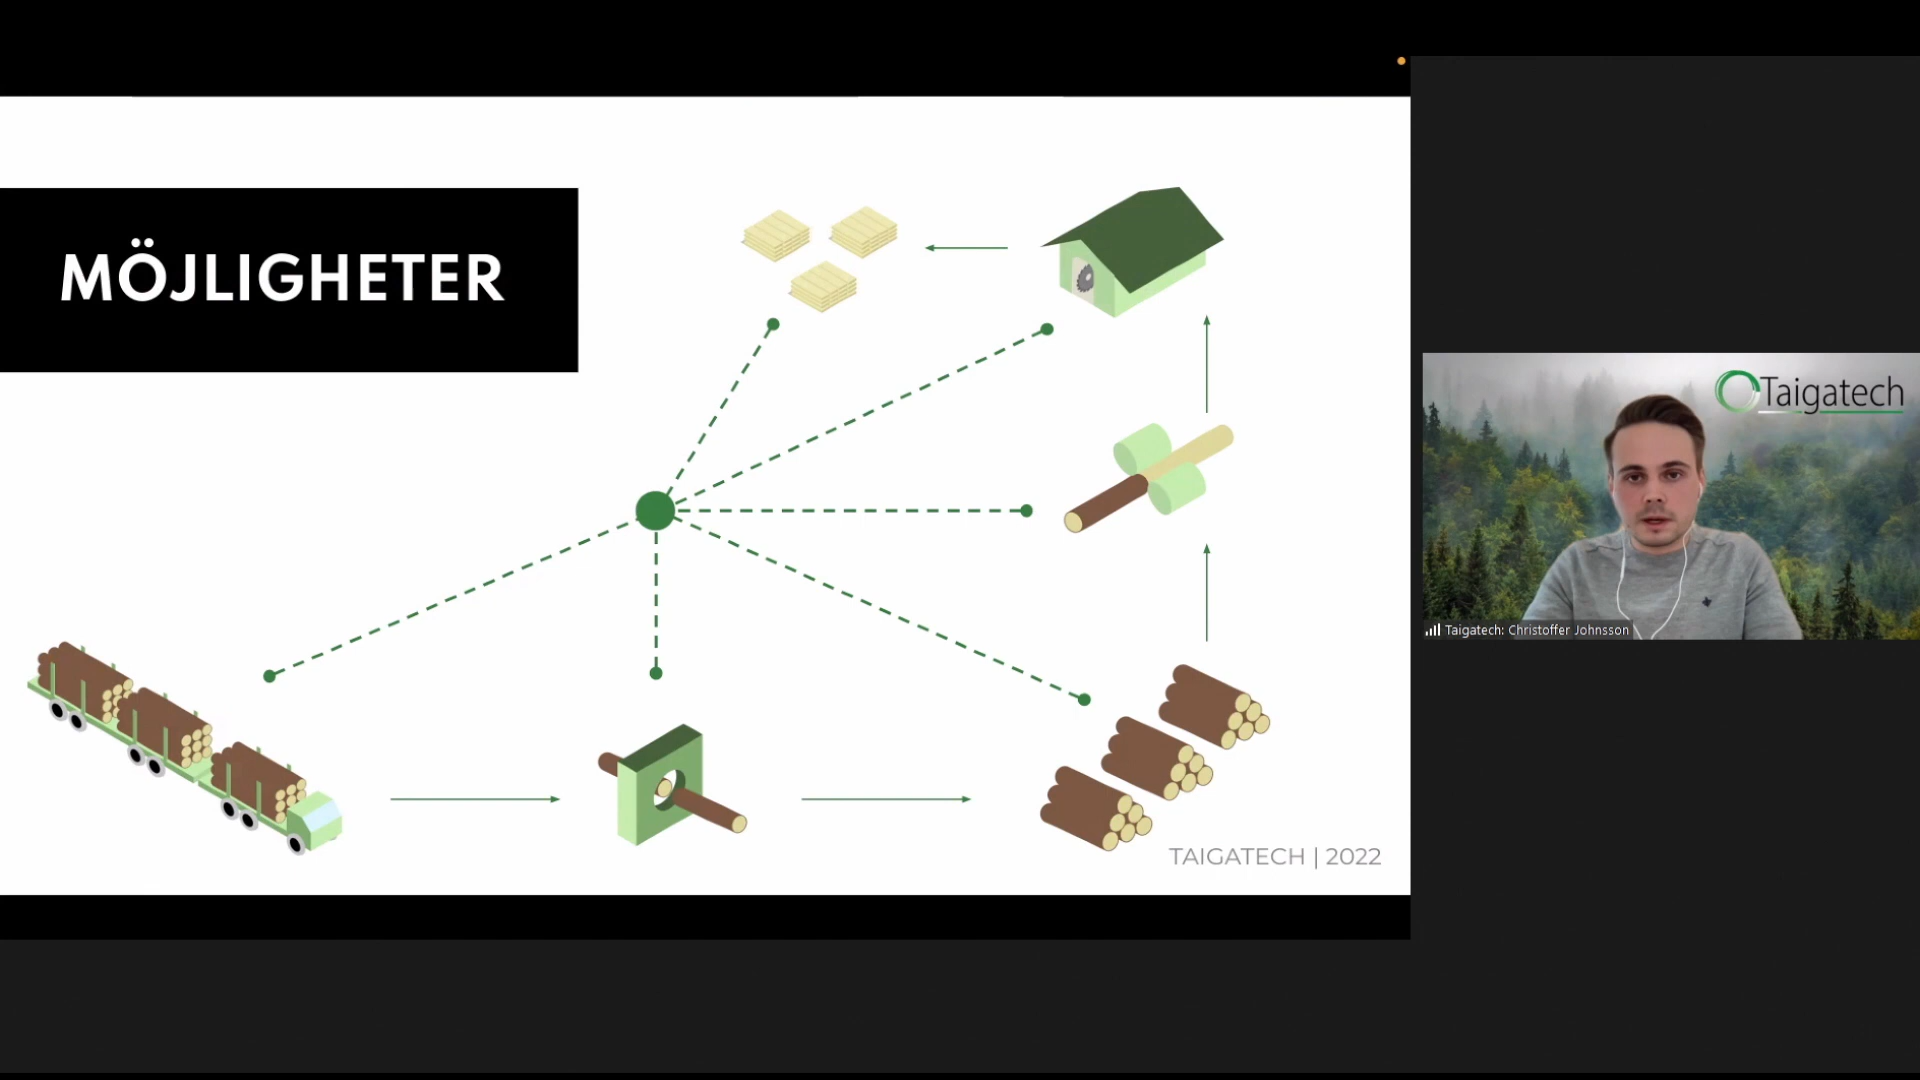 MÖJLIGHETER
TAIGATECH | 2022
Taigatech
Taigatech: Christoffer Johnsson